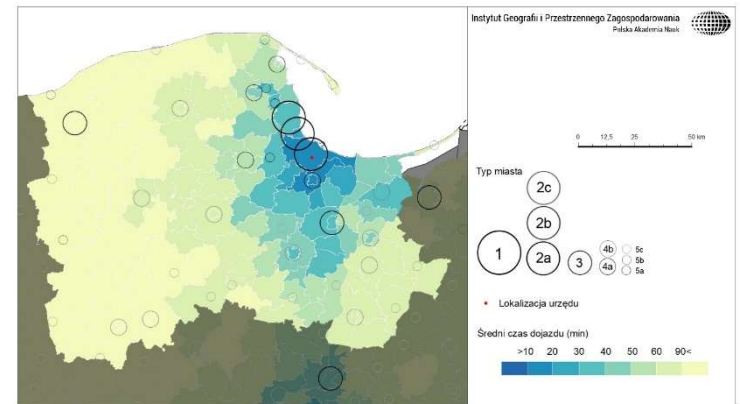 Instytut Geografii i Przestrzennego Zagospodarowania
Polska Akademia Nauk
0 12,5 25 50 km
Typ miasta
2c
2b
1 2a 3 4b 4a 5c 5b 5a
Lokalizacja urzędu
Średni czas dojazdu (min)
>10 20 30 40 50 60 90<